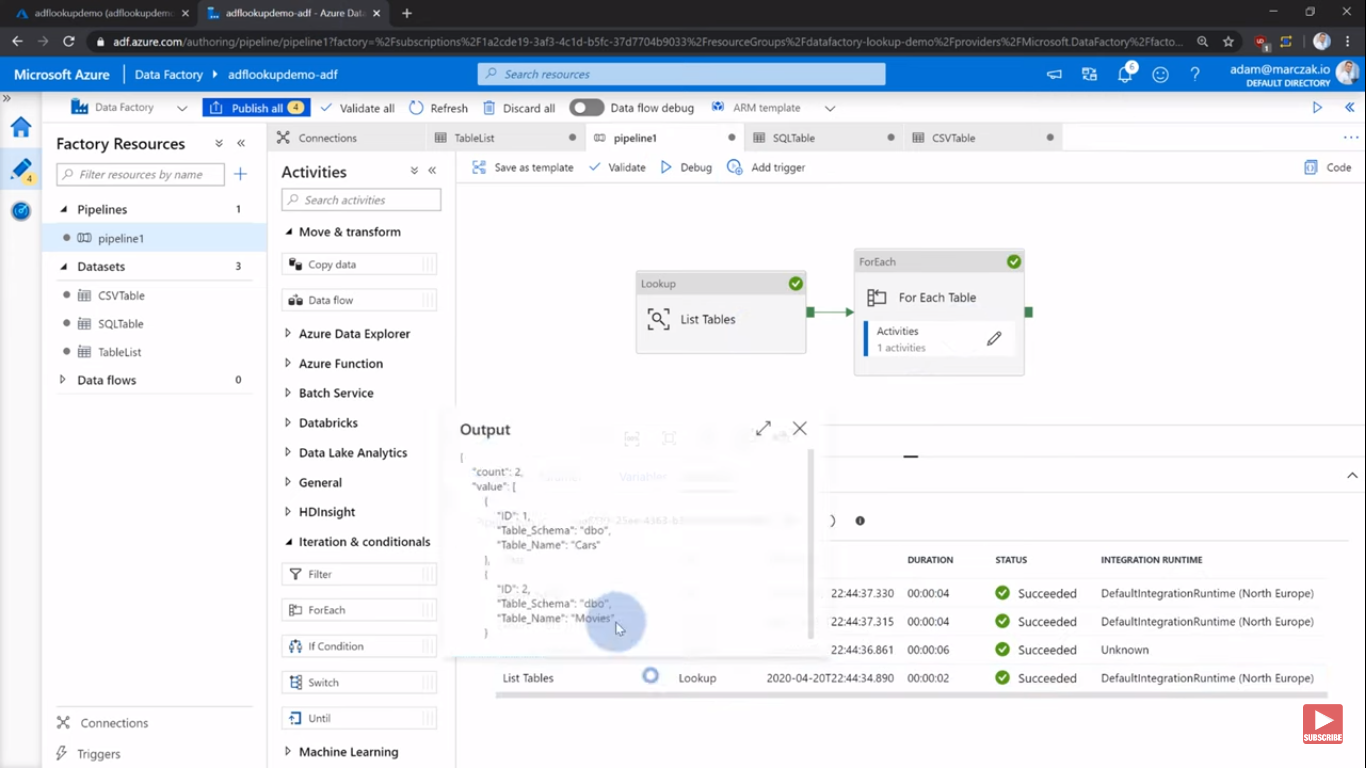 adflookupdemo (adflookupdemo
adflookupdemo-adf - Azure Data
adf.azure.com/authoring/pipeline/pipeline1?factory=%2Fsubscriptions%2F1a2cde19-3af3-4c1d-b5fc-37d7704b9033%2FresourceGroups%2Fdatafactory-lookup-demo%2Fproviders%2FMicrosoft.DataFactory%2Ffacto...
Microsoft Azure
Data Factory
adflookupdemo-adf
Search resources
6
adam@marczak.io
DEFAULT DIRECTORY
Data Factory
Publish all 4
Validate all
Refresh
Discard all
Data flow debug
ARM template
Factory Resources
Filter resources by name
4
Pipelines 1
pipeline1
Datasets 3
CSVTable
SQLTable
TableList
Data flows 0
Connections
Triggers
Connections
TableList
pipeline1
SQLTable
CSVTable
Activities
Search activities
Move & transform
Copy data
Data flow
Azure Data Explorer
Azure Function
Batch Service
Databricks
Data Lake Analytics
General
HDInsight
Iteration & conditionals
Filter
ForEach
If Condition
Switch
Until
Machine Learning
Save as template
Validate
Debug
Add trigger
Code
Lookup
List Tables
ForEach
For Each Table
Activities
1 activities
Output
{
"count": 2,
"value": [
{
"ID": 1,
"Table_Schema": "dbo",
"Table_Name": "Cars"
},
{
"ID": 2,
"Table_Schema": "dbo",
"Table_Name": "Movies"
}
Variables
DURATION STATUS INTEGRATION RUNTIME
22:44:37.330 00:00:04 Succeeded DefaultIntegrationRuntime (North Europe)
22:44:37.315 00:00:04 Succeeded DefaultIntegrationRuntime (North Europe)
22:44:36.861 00:00:06 Succeeded Unknown
List Tables Lookup 2020-04-20T22:44:34.890 00:00:02 Succeeded DefaultIntegrationRuntime (North Europe)
SUBSCRIBE